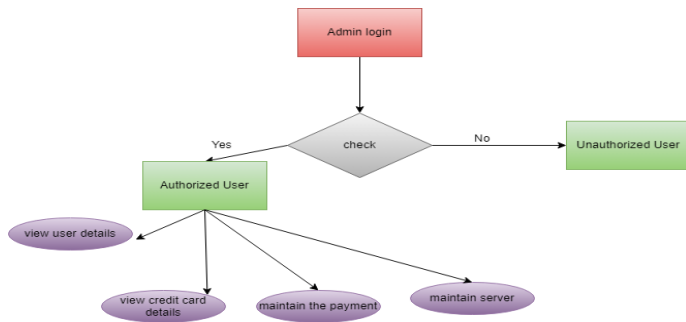 Admin login
Yes
check
No
Unauthorized User
Authorized User
view user details
view credit card
details
maintain the payment
maintain server